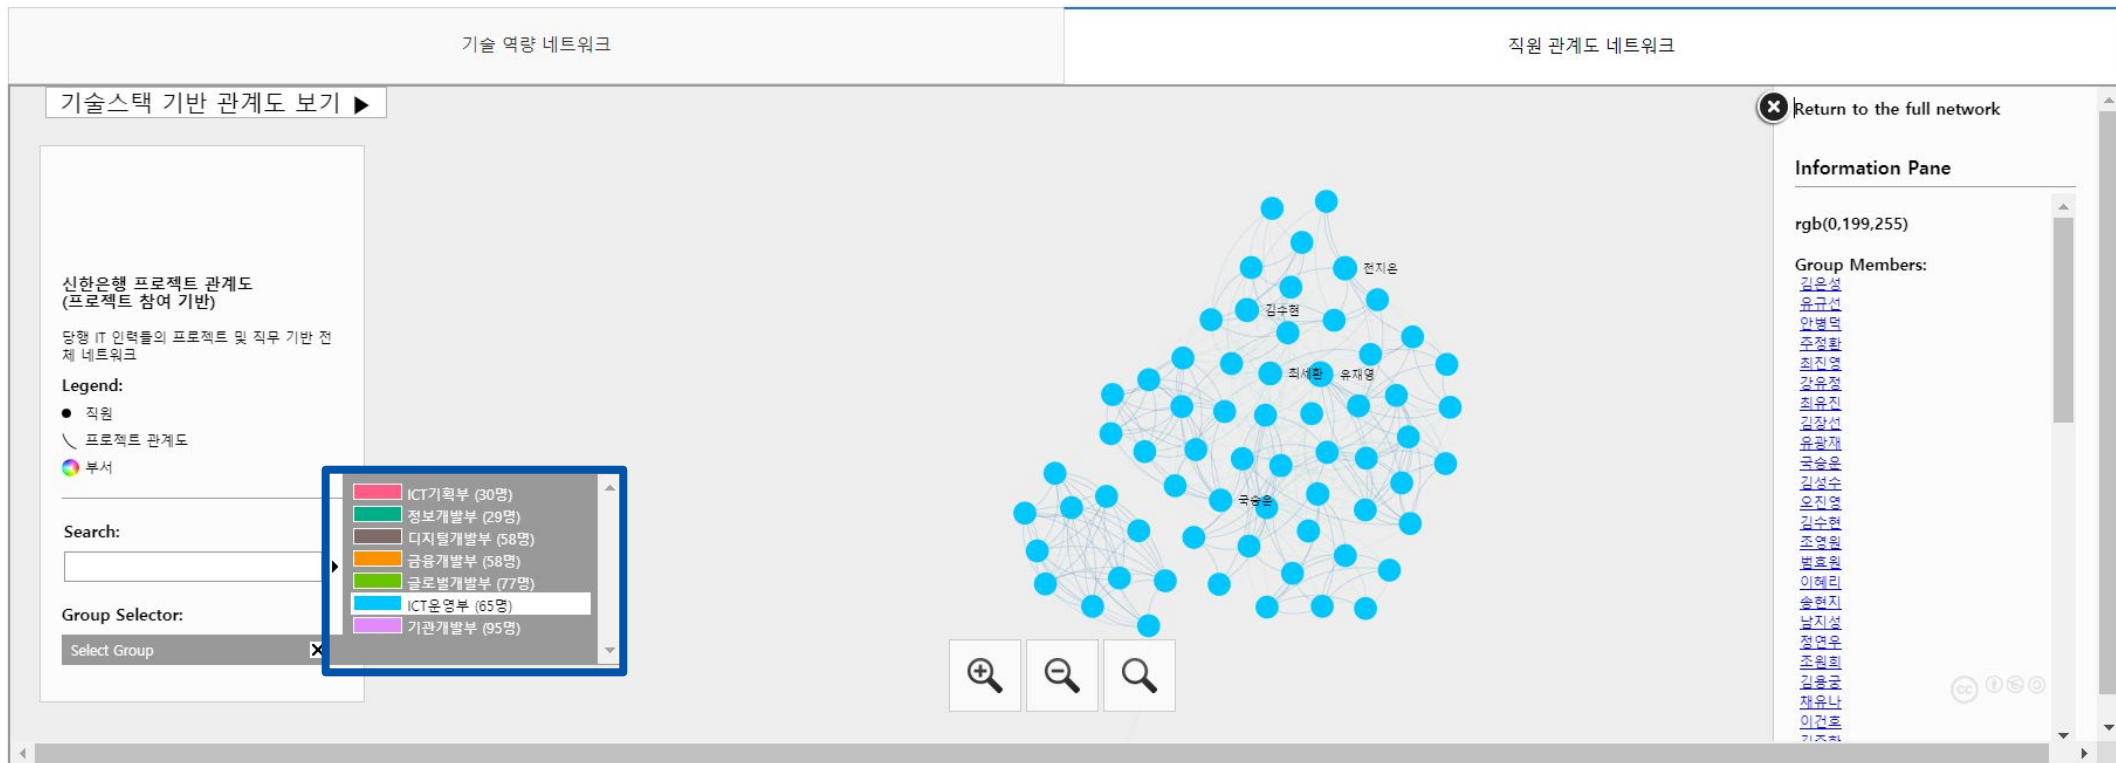 기술 역량 네트워크
직원 관계도 네트워크
기술스택 기반 관계도 보기 ▶
신한은행 프로젝트 관계도
(프로젝트 참여 기반)
당행 IT 인력들의 프로젝트 및 직무 기반 전
체 네트워크
Legend:
직원
프로젝트 관계도
부서
Search:
Group Selector:
Select Group
ICT기획부 (30명)
정보개발부 (29명)
디지털개발부 (58명)
금융개발부 (58명)
글로벌개발부 (77명)
ICT운영부 (65명)
기관개발부 (95명)
전지은
김수현
최세환
유재영
국승운
Return to the full network
Information Pane
rgb(0,199,255)
Group Members:
김은성
유규선
안병덕
주정환
최진영
강유정
최유진
김장선
유광재
국승운
김성수
오진영
김수현
조영원
범효원
이혜리
송현지
남지성
정연우
조원희
김용궁
채유나
이건호
cc